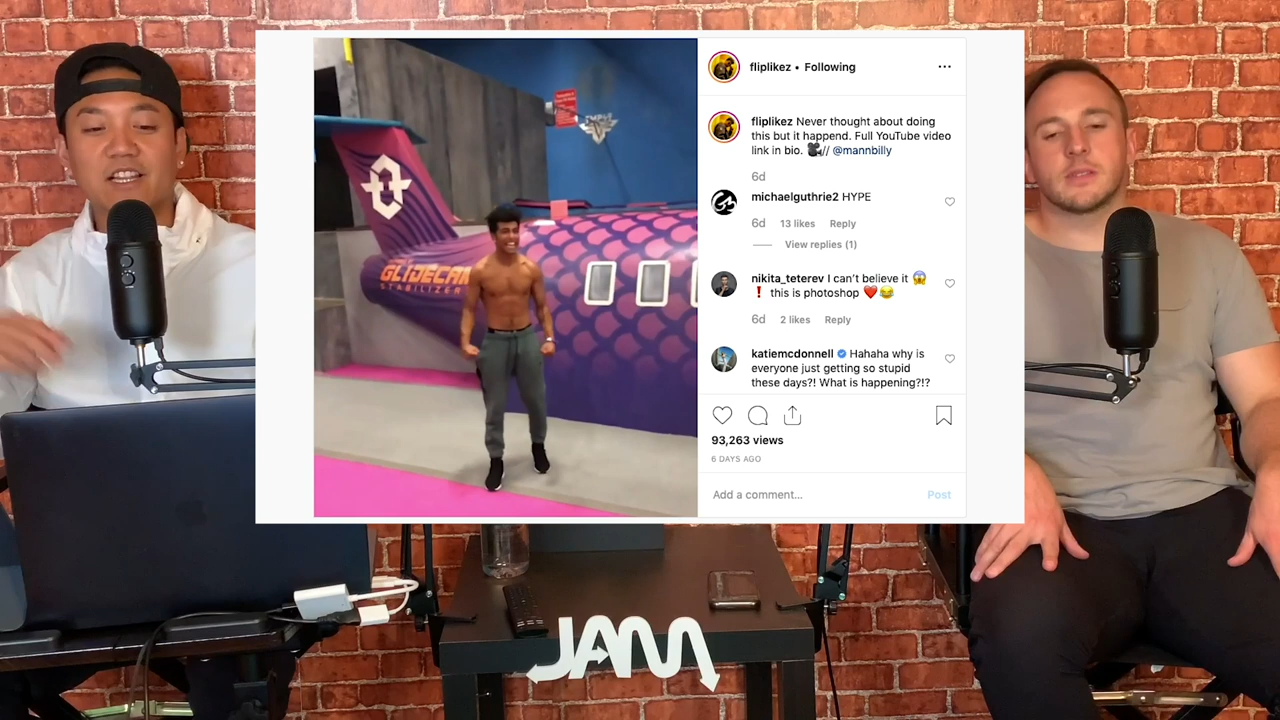 fliplikez • Following
fliplikez Never thought about doing
this but it happend. Full YouTube video
link in bio. 🎥// @mannbilly
6d
michaelguthrie2 HYPE
6d 13 likes Reply
View replies (1)
nikita_teterev I can't believe it 😱
❗ this is photoshop ❤️😂
6d 2 likes Reply
katiemcdonnell Hahaha why is
everyone just getting so stupid
these days?! What is happening?!?
93,263 views
6 DAYS AGO
Add a comment... Post
GLIDECAM
STABILIZER
JAM